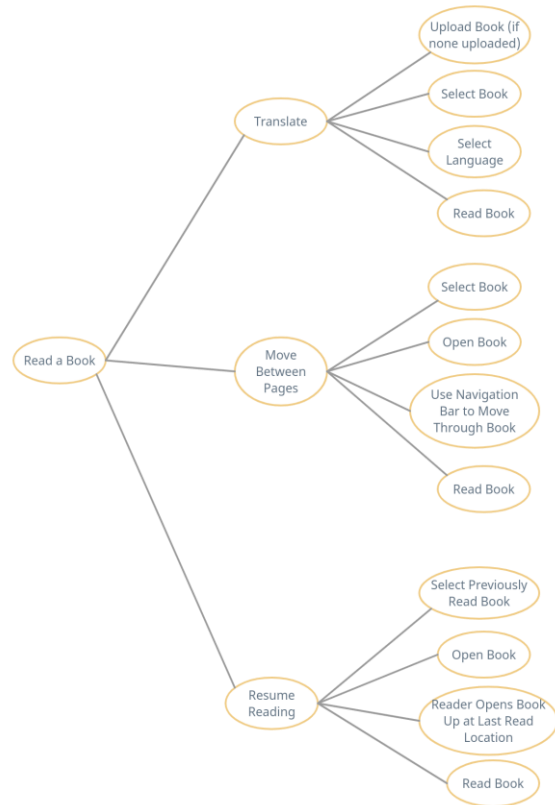 Read a Book
Translate
Upload Book (if
none uploaded)
Select Book
Select
Language
Read Book
Move
Between
Pages
Select Book
Open Book
Use Navigation
Bar to Move
Through Book
Read Book
Resume
Reading
Select Previously
Read Book
Open Book
Reader Opens Book
Up at Last Read
Location
Read Book